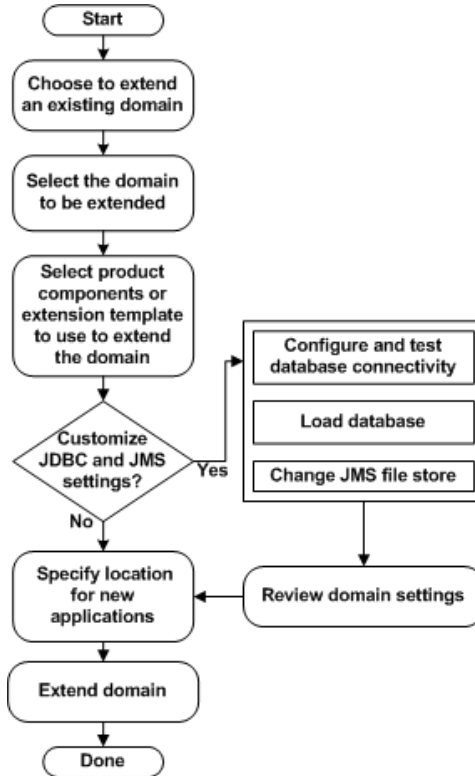 Start
Choose to extend
an existing domain
Select the domain
to be extended
Select product
components or
extension template
to use to extend
the domain
Customize
JDBC and JMS
settings?
Yes
No
Configure and test
database connectivity
Load database
Change JMS file store
Review domain settings
Specify location
for new
applications
Extend domain
Done